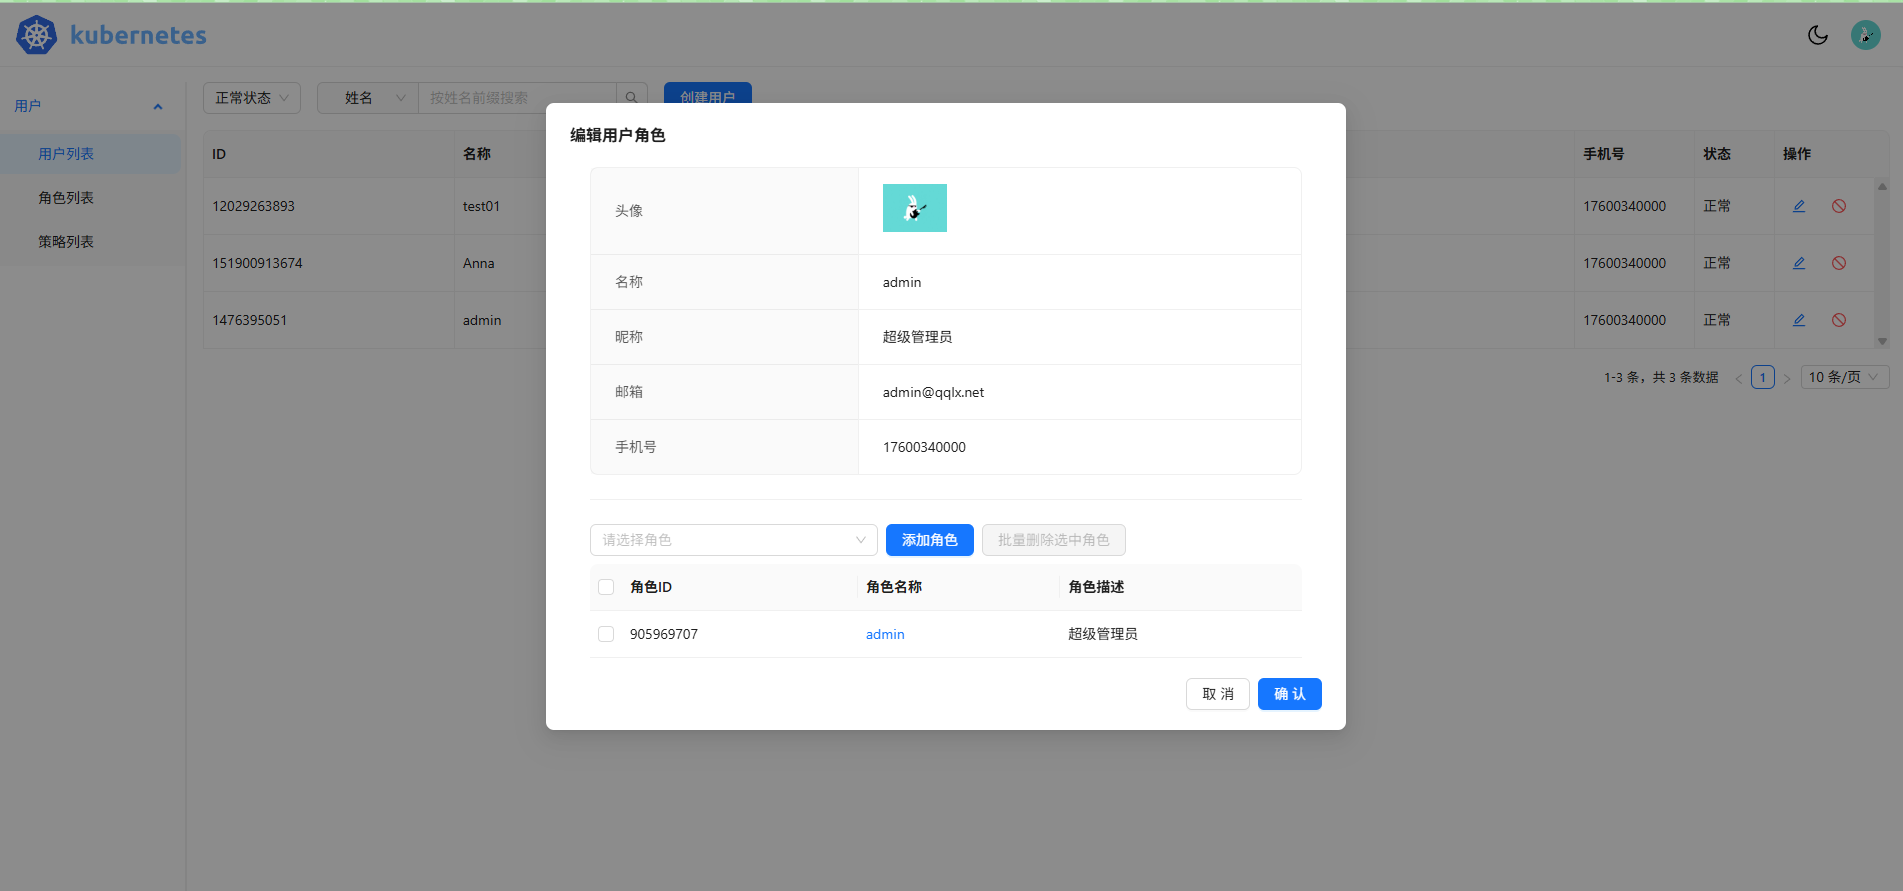 kubernetes
用户
用户列表
角色列表
策略列表
正常状态 姓名 按姓名前缀搜索 创建用户
ID 名称 手机号 状态 操作
12029263893 test01 17600340000 正常
151900913674 Anna 17600340000 正常
1476395051 admin 17600340000 正常
1-3 条，共 3 条数据 1 10 条/页
编辑用户角色
头像
名称 admin
昵称 超级管理员
邮箱 admin@qqlx.net
手机号 17600340000
请选择角色 添加角色 批量删除选中角色
角色ID 角色名称 角色描述
905969707 admin 超级管理员
取 消 确 认